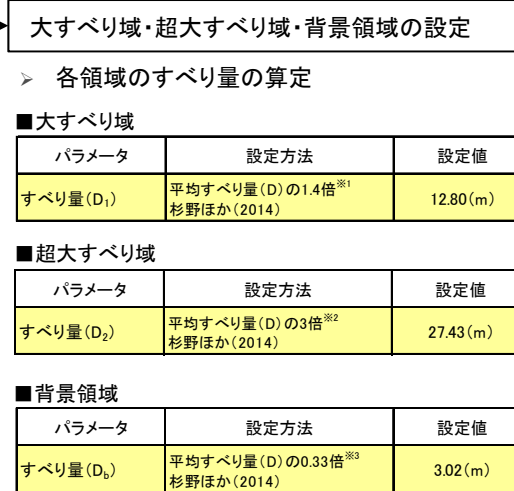 大すべり域・超大すべり域・背景領域の設定
➢ 各領域のすべり量の算定
■大すべり域
パラメータ 設定方法 設定値
すべり量(D₁) 平均すべり量(D)の1.4倍※1 12.80(m)
杉野ほか(2014)
■超大すべり域
パラメータ 設定方法 設定値
すべり量(D₂) 平均すべり量(D)の3倍※2 27.43(m)
杉野ほか(2014)
■背景領域
パラメータ 設定方法 設定値
すべり量(Db) 平均すべり量(D)の0.33倍※3 3.02(m)
杉野ほか(2014)